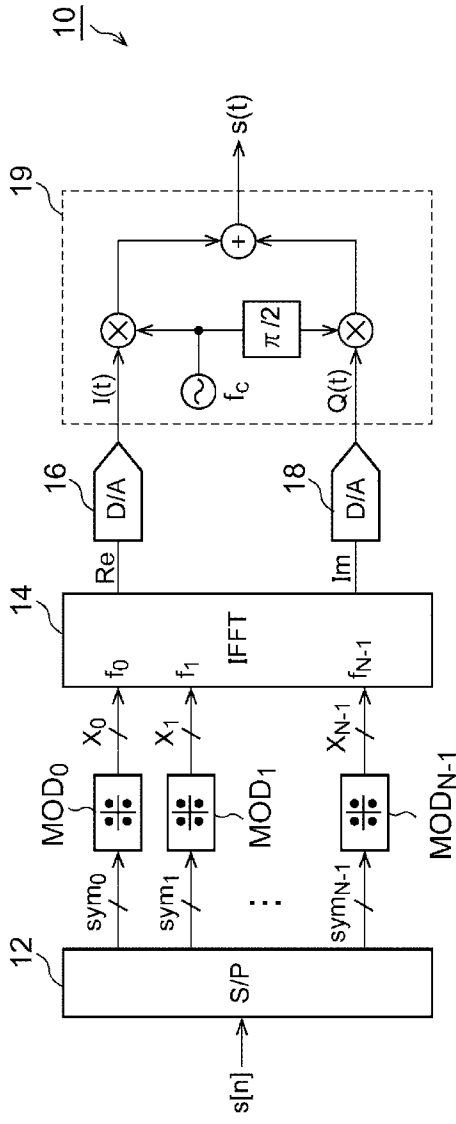 10
s[n]
12
S/P
sym0
sym1
...
symN-1
MOD0
MOD1
MODN-1
X0
X1
XN-1
14
f0
f1
fN-1
IFFT
Re
Im
16
D/A
18
D/A
19
I(t)
fc
π/2
Q(t)
s(t)